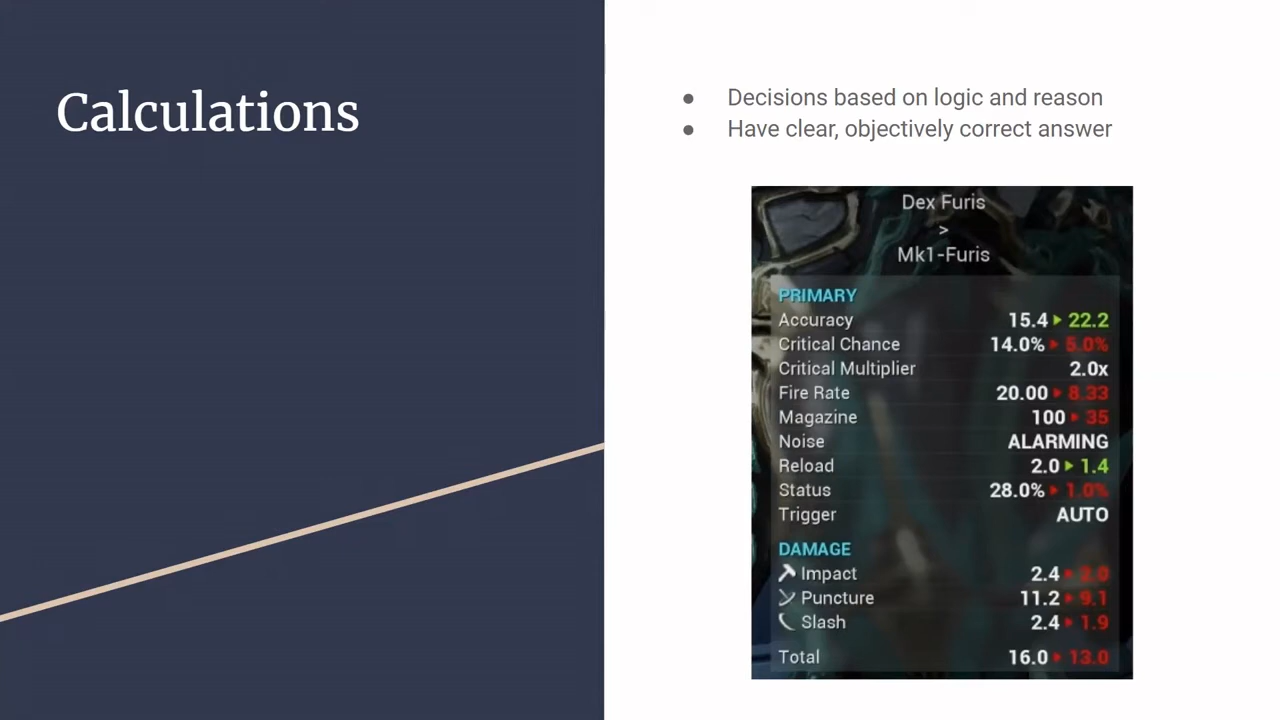 Calculations
● Decisions based on logic and reason
● Have clear, objectively correct answer
Dex Furis
>
Mk1-Furis
PRIMARY
Accuracy 15.4 ▸ 22.2
Critical Chance 14.0% ▸ 5.0%
Critical Multiplier 2.0x
Fire Rate 20.00 ▸ 8.33
Magazine 100 ▸ 35
Noise ALARMING
Reload 2.0 ▸ 1.4
Status 28.0% ▸ 1.0%
Trigger AUTO
DAMAGE
Impact 2.4 ▸ 2.0
Puncture 11.2 ▸ 9.1
Slash 2.4 ▸ 1.9
Total 16.0 ▸ 13.0